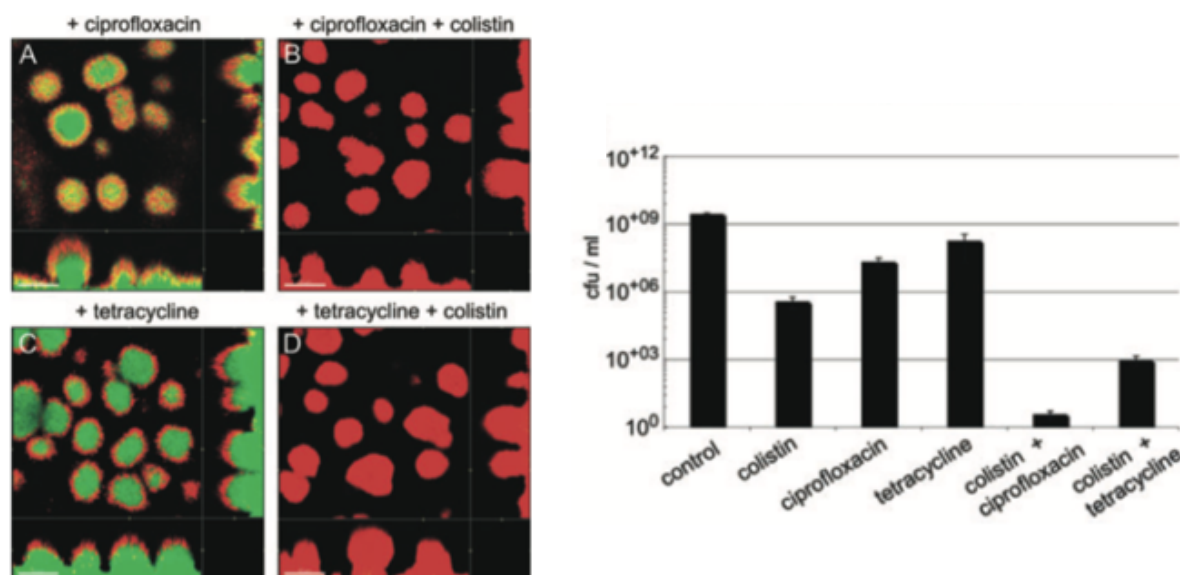 + ciprofloxacin
+ ciprofloxacin + colistin
A
B
+ tetracycline
+ tetracycline + colistin
C
D
cfu / ml
10+12
10+09
10+06
10+03
100
control
colistin
ciprofloxacin
tetracycline
colistin +
ciprofloxacin
colistin +
tetracycline